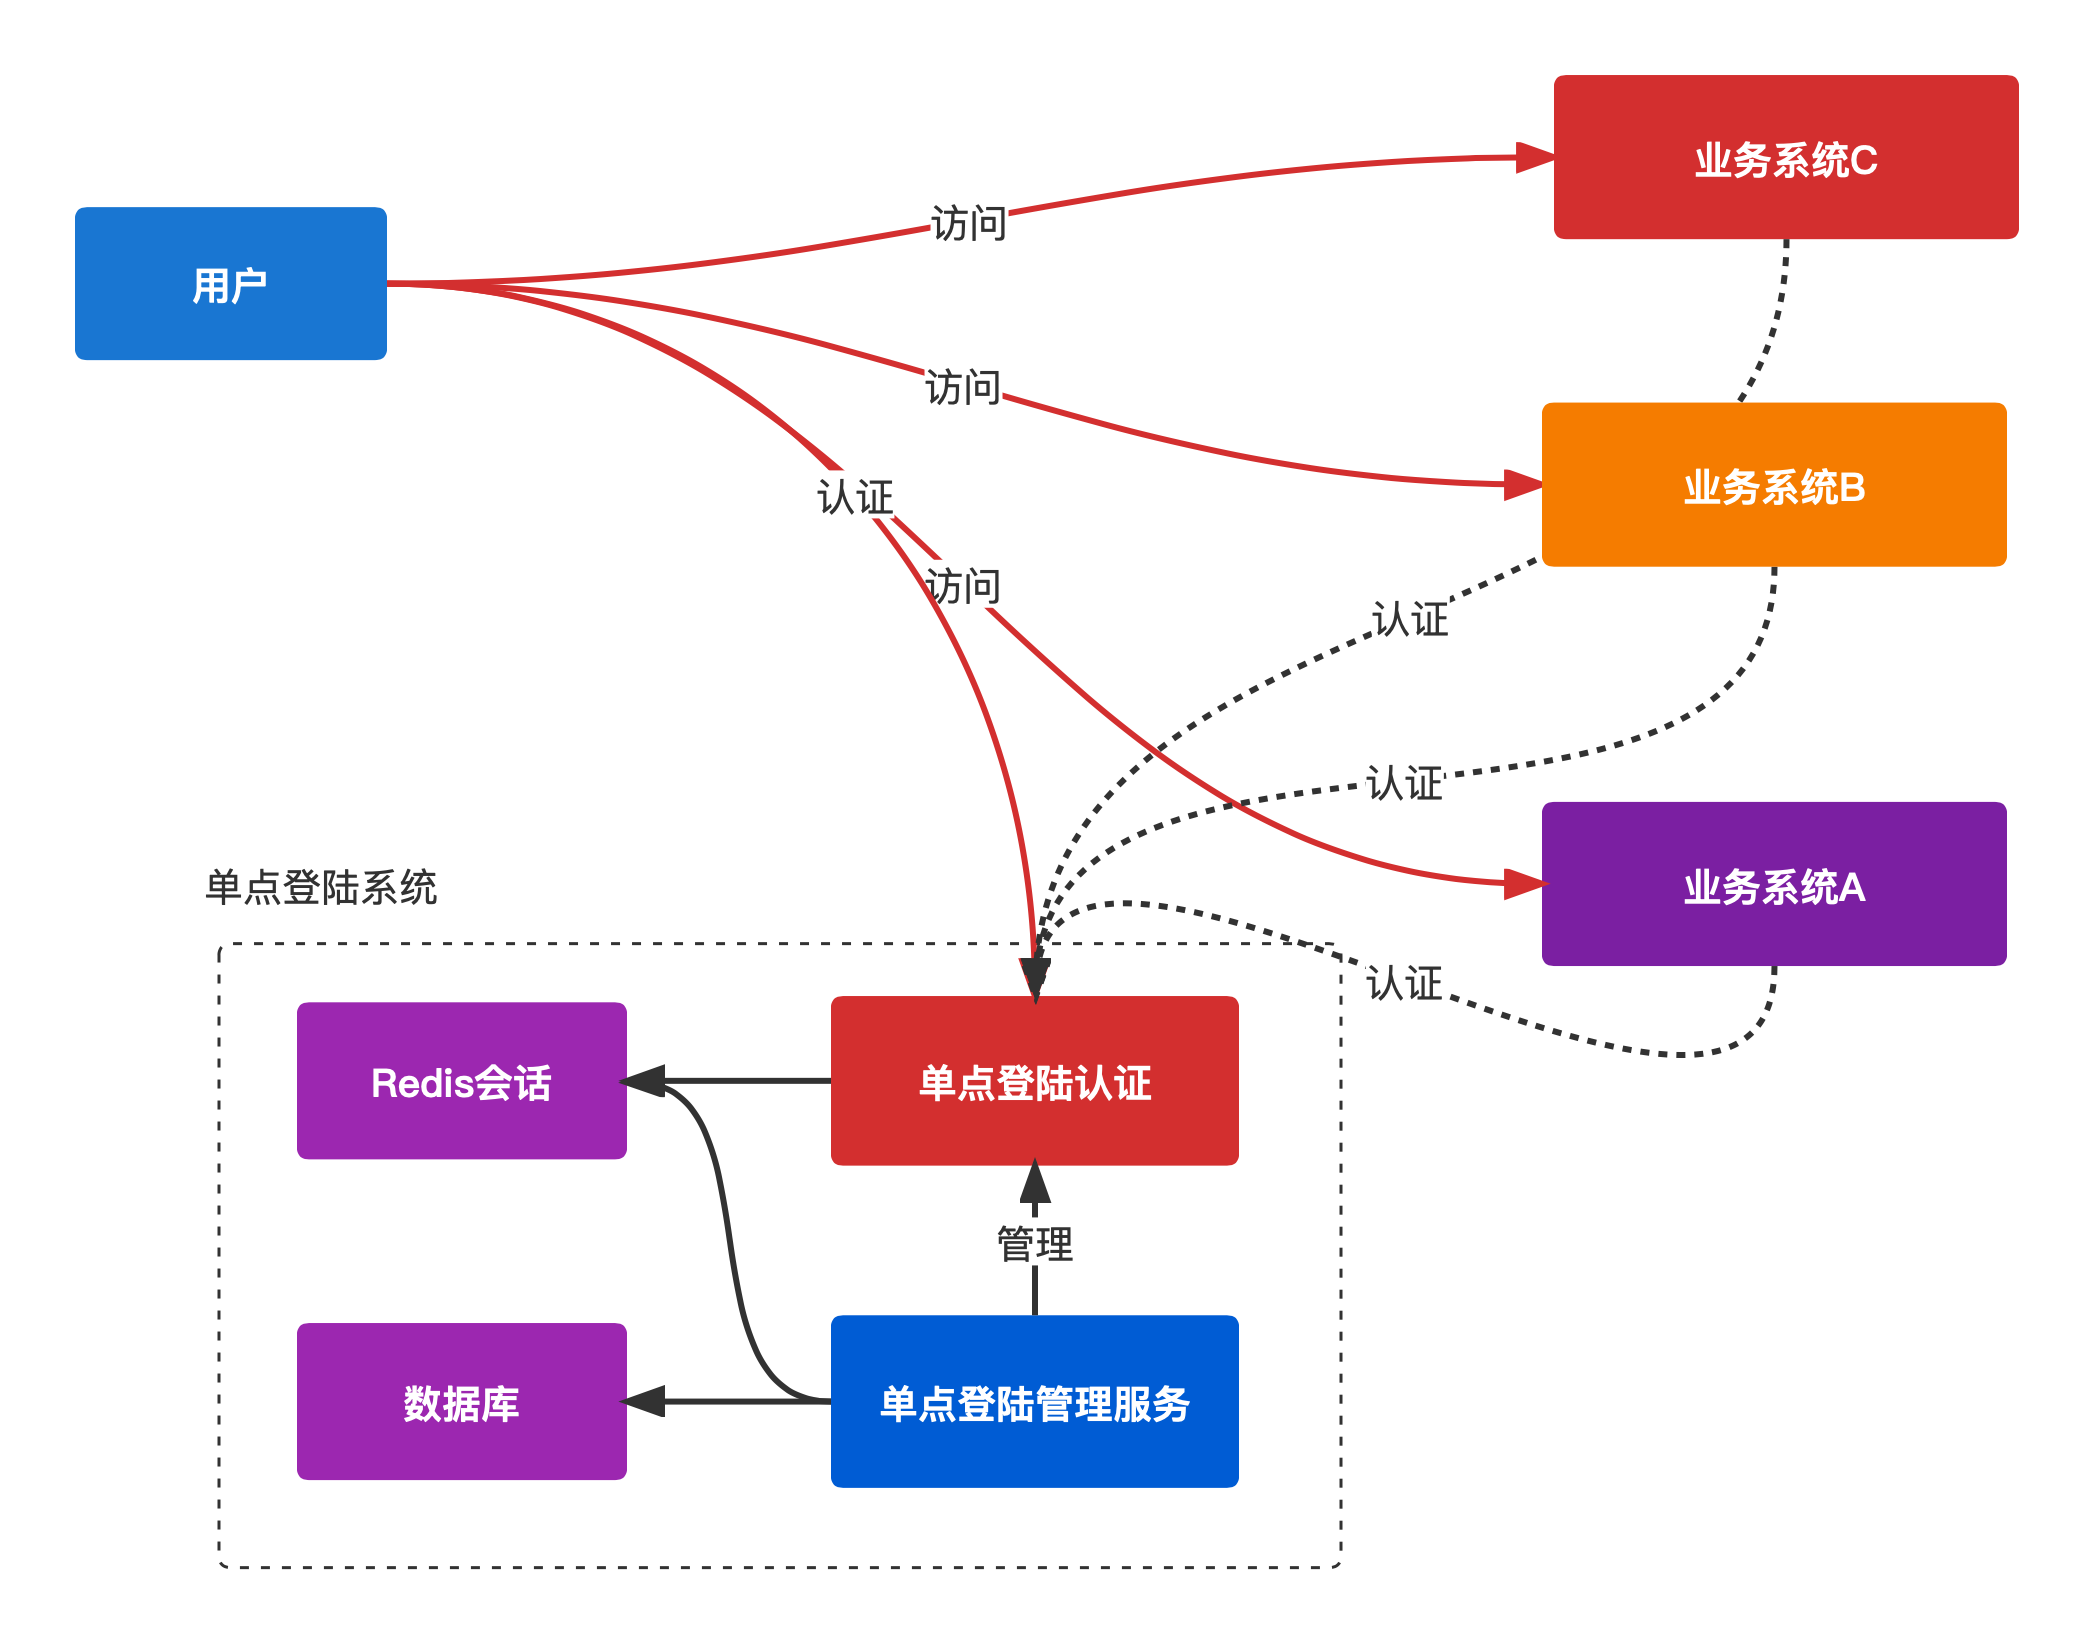 业务系统C
访问
用户
访问
业务系统B
认证
访问
认证
认证
单点登陆系统
业务系统A
认证
Redis会话
单点登陆认证
管理
数据库
单点登陆管理服务